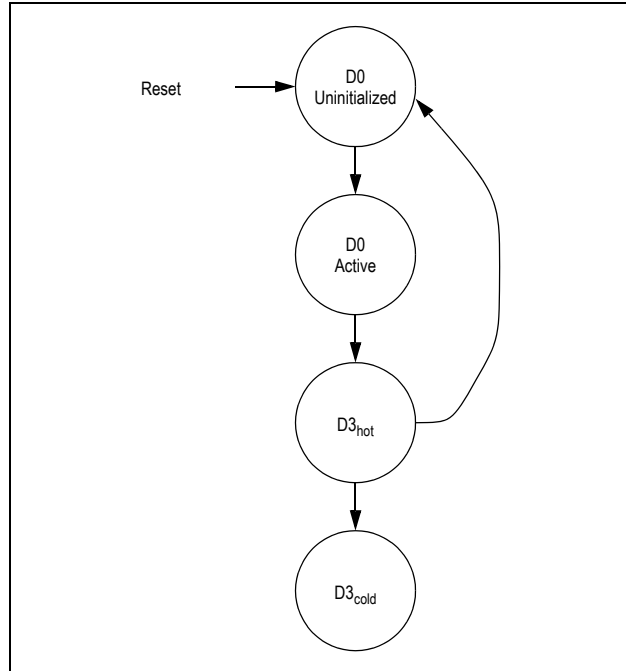 D0
Uninitialized
Reset
D0
Active
D3hot
D3cold